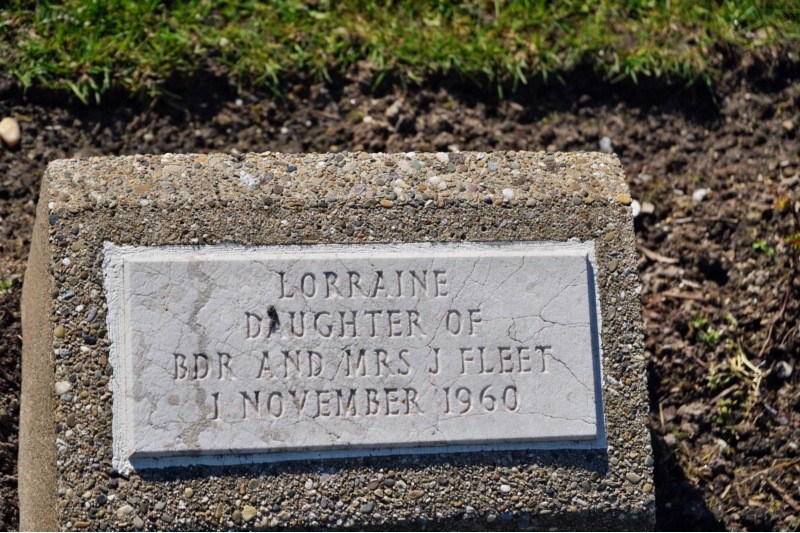 LORRAINE
DAUGHTER OF
BDR AND MRS J FLEET
1 NOVEMBER 1960